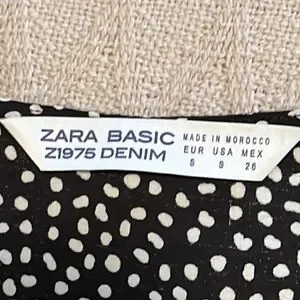 ZARA BASIC
Z1975 DENIM
MADE IN MOROCCO
EUR USA MEX
S S 26